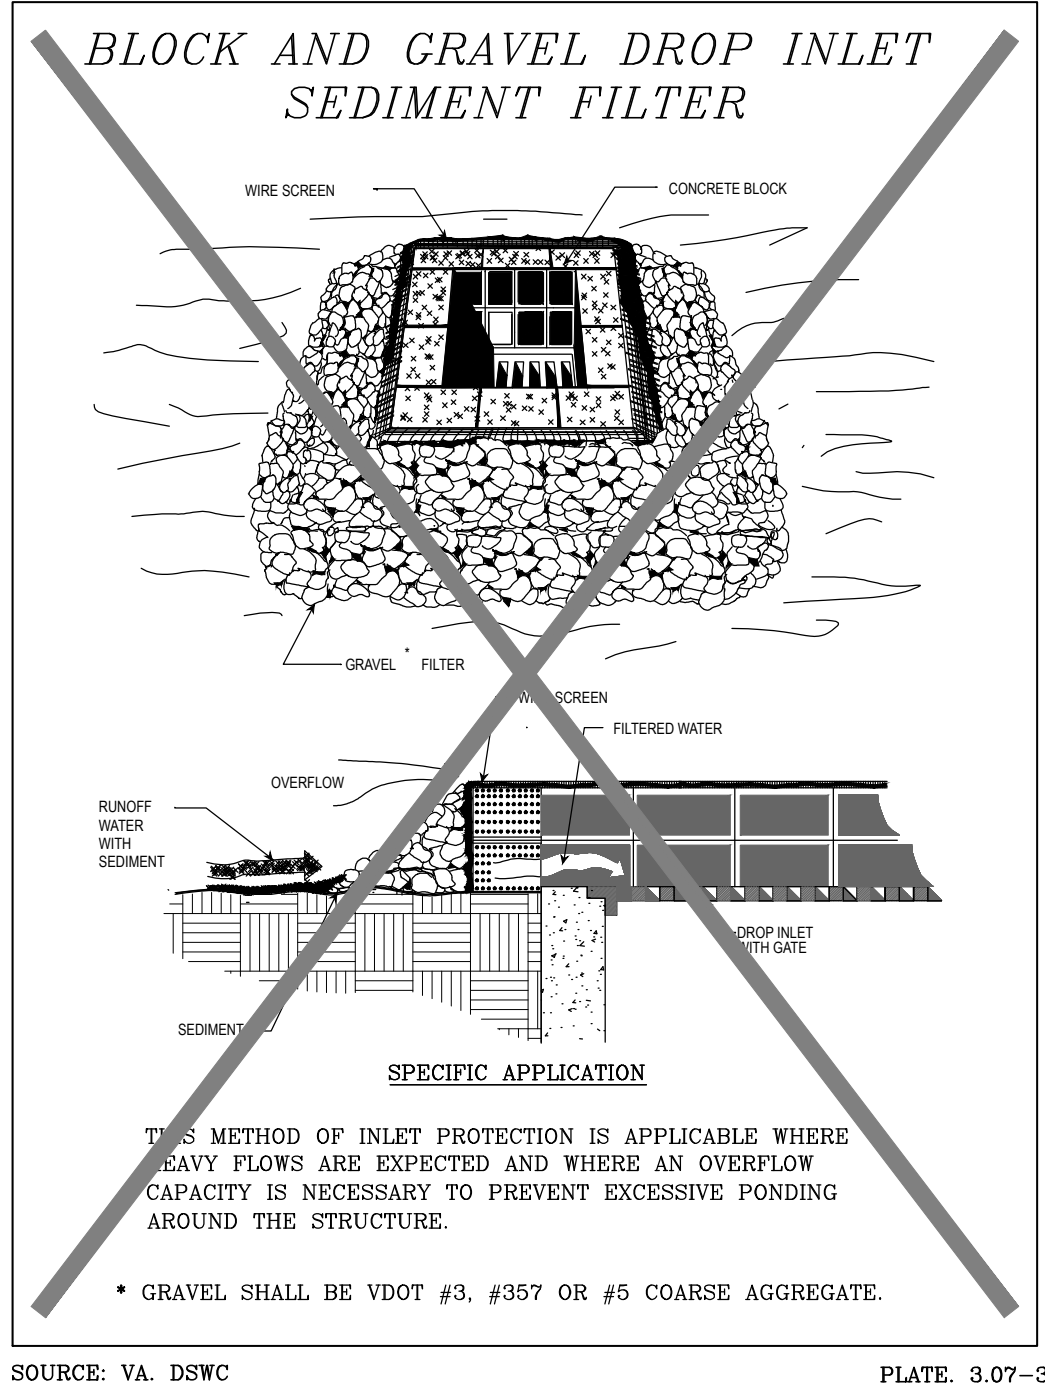 BLOCK AND GRAVEL DROP INLET
SEDIMENT FILTER
WIRE SCREEN
CONCRETE BLOCK
GRAVEL * FILTER
SCREEN
FILTERED WATER
OVERFLOW
RUNOFF
WATER
WITH
SEDIMENT
DROP INLET
WITH GATE
SEDIMENT
SPECIFIC APPLICATION
THIS METHOD OF INLET PROTECTION IS APPLICABLE WHERE
HEAVY FLOWS ARE EXPECTED AND WHERE AN OVERFLOW
CAPACITY IS NECESSARY TO PREVENT EXCESSIVE PONDING
AROUND THE STRUCTURE.
* GRAVEL SHALL BE VDOT #3, #357 OR #5 COARSE AGGREGATE.
SOURCE: VA. DSWC
PLATE. 3.07-3